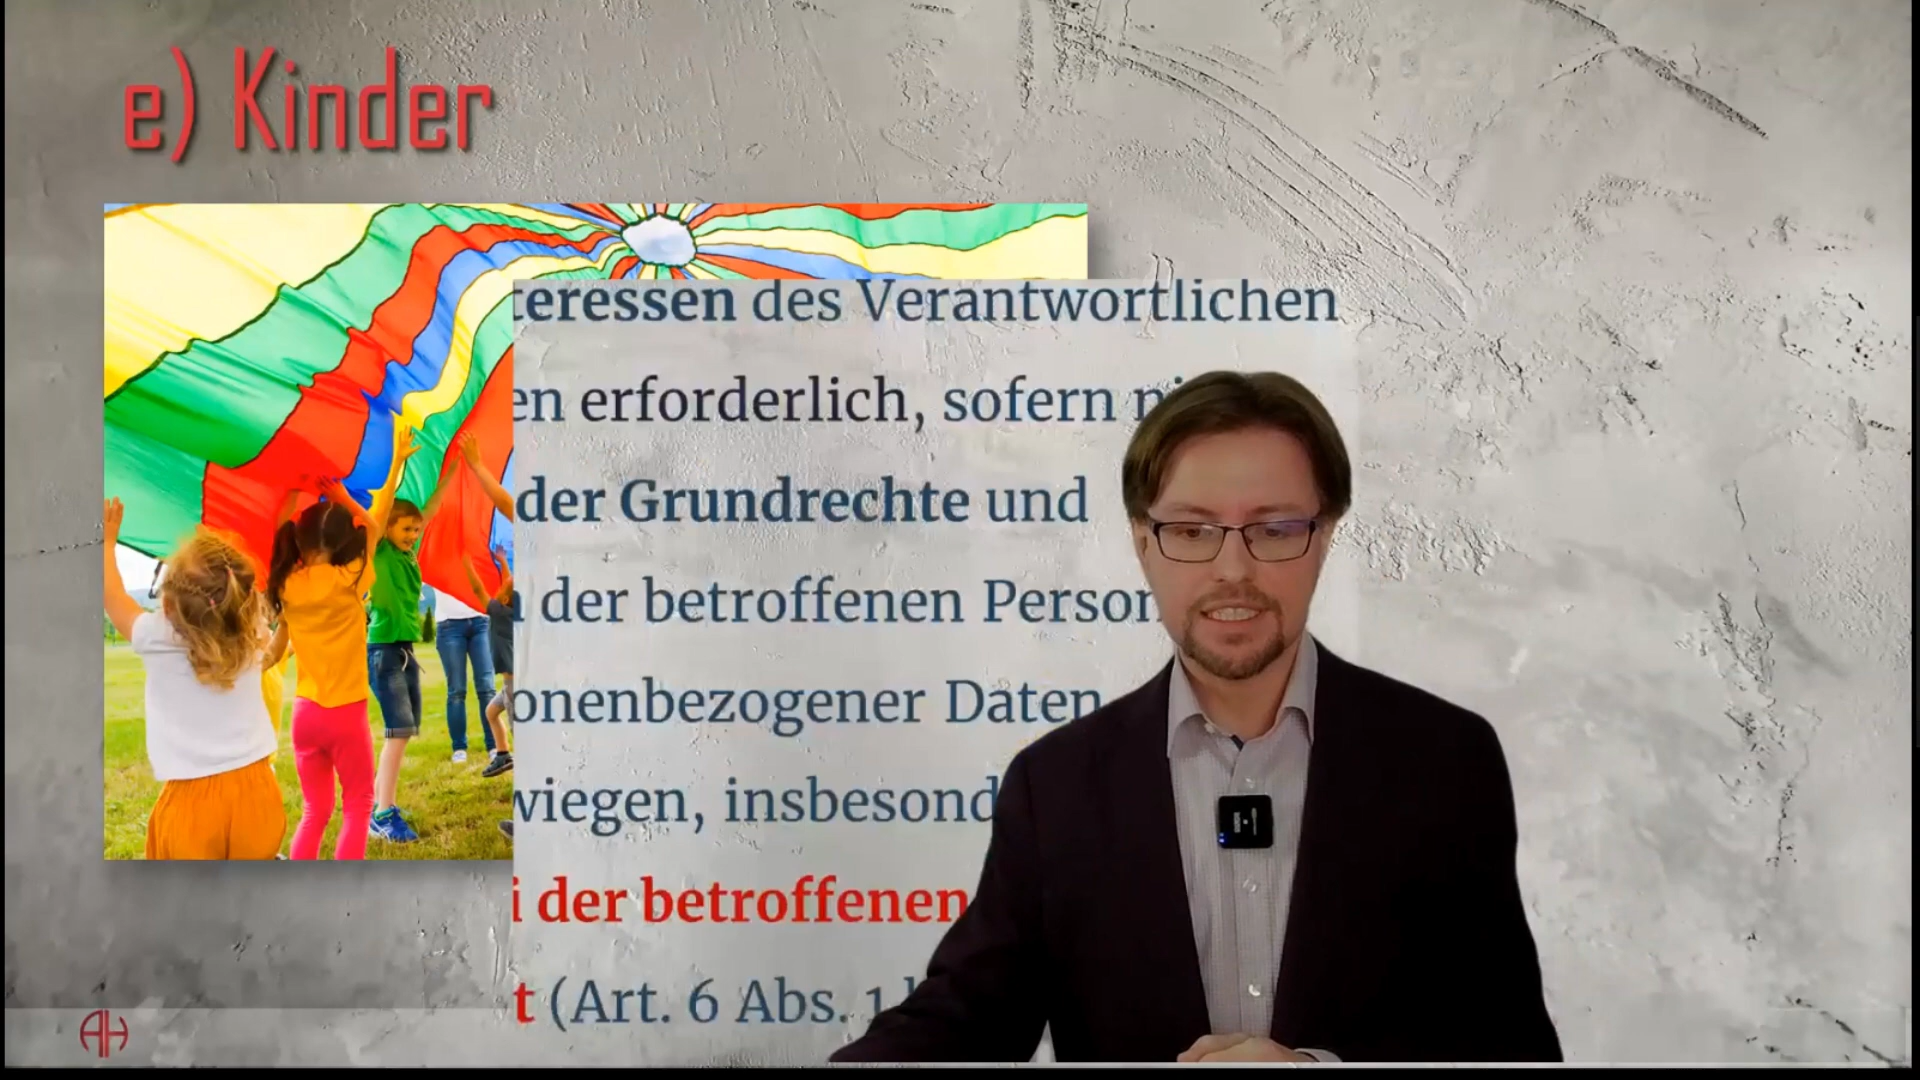 e) Kinder
teressen des Verantwortlichen
en erforderlich, sofern
der Grundrechte und
der betroffenen
onenbezogener Daten
wiegen, insbesond
i der betroffenen
t (Art. 6 Abs. 1
AH